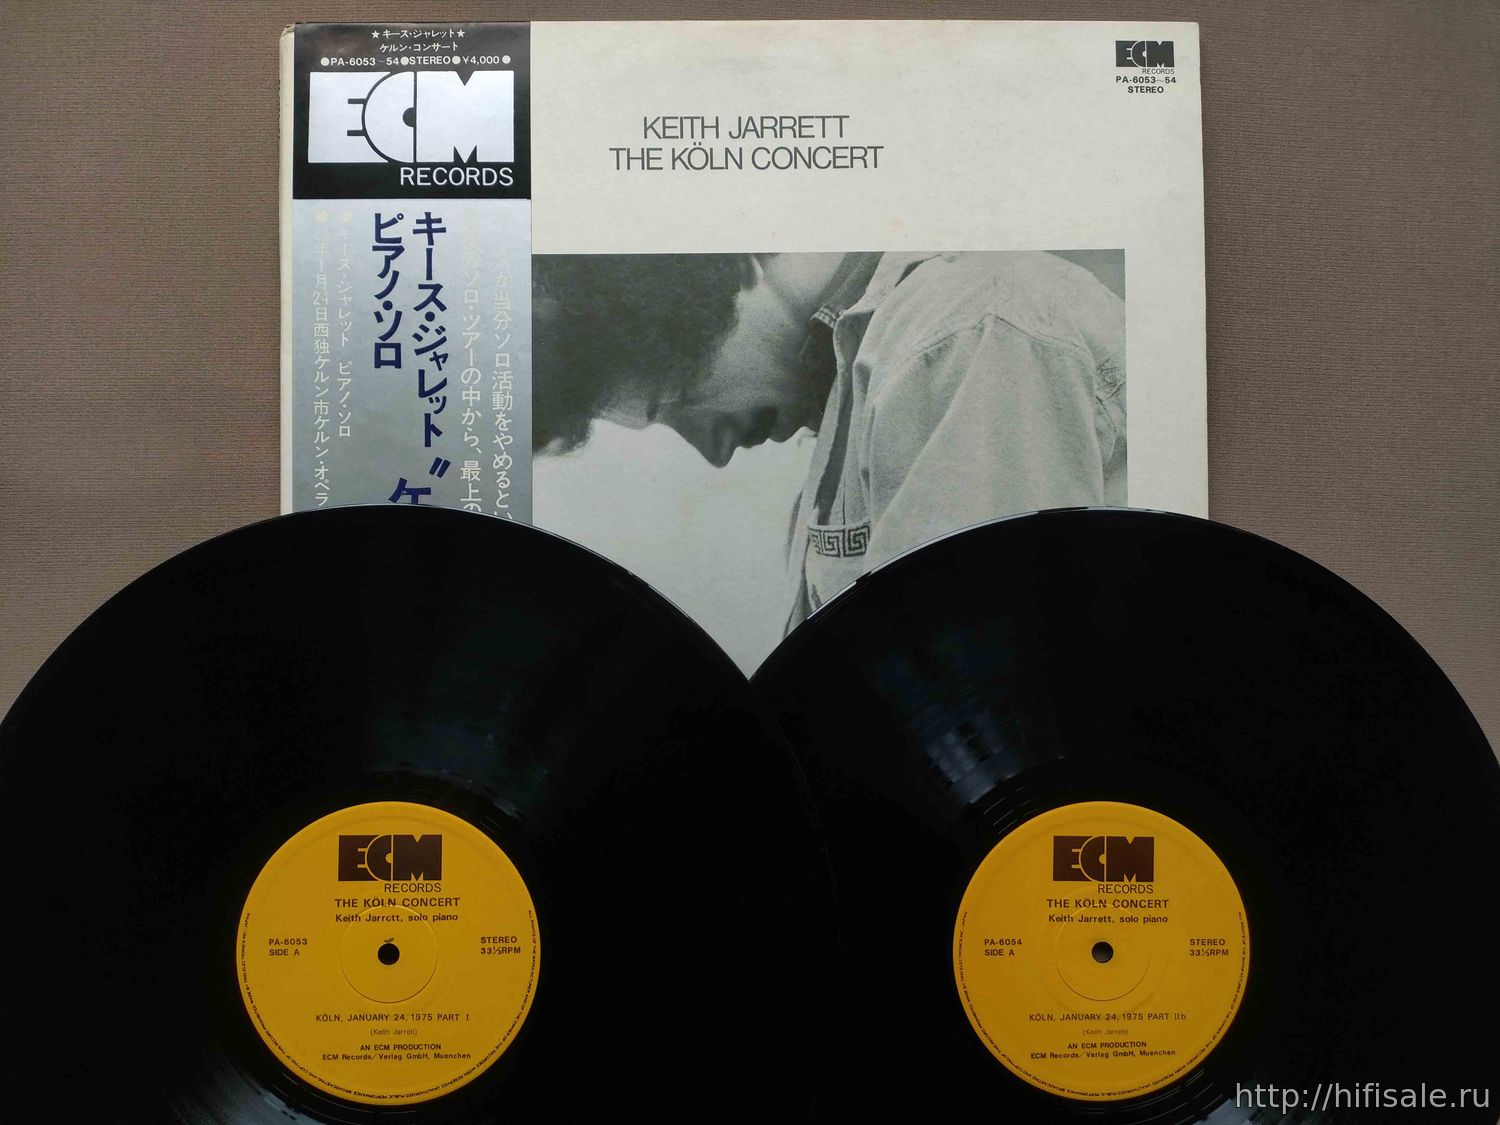 ★キース・ジャレット★
ケルン・コンサート
●PA-6053~54●STEREO●¥4,000●
ECM
RECORDS
キース・ジャレット〝ケ
ピアノ・ソロ
が当分ソロ活動をやめるとい
ソロ・ツアーの中から、最上の
●キース・ジャレット ピアノ・ソロ
年1月24日西独ケルン市ケルン・オペラ
ECM
RECORDS
PA-6053~54
STEREO
KEITH JARRETT
THE KÖLN CONCERT
ECM
RECORDS
THE KÖLN CONCERT
Keith Jarrett, solo piano
PA-6053
SIDE A
STEREO
33⅓RPM
KÖLN, JANUARY 24, 1975 PART I
(Keith Jarrett)
AN ECM PRODUCTION
ECM Records/Verlag GmbH, Muenchen
ECM
RECORDS
THE KÖLN CONCERT
Keith Jarrett, solo piano
PA-6054
SIDE A
STEREO
33⅓RPM
KÖLN, JANUARY 24, 1975 PART IIb
(Keith Jarrett)
AN ECM PRODUCTION
ECM Records/Verlag GmbH, Muenchen
http://hifisale.ru